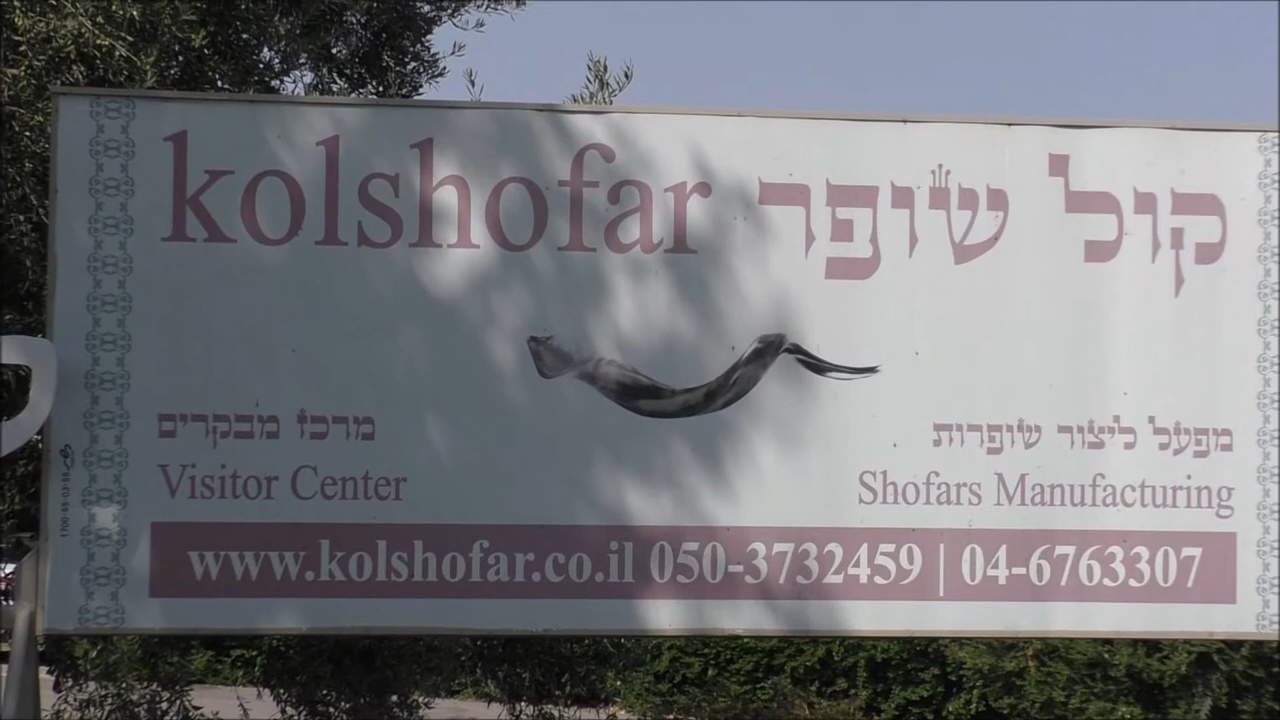 kolshofar קול שופר
מרכז מבקרים
Visitor Center
מפעל ליצור שופרות
Shofars Manufacturing
www.kolshofar.co.il 050-3732459 | 04-6763307